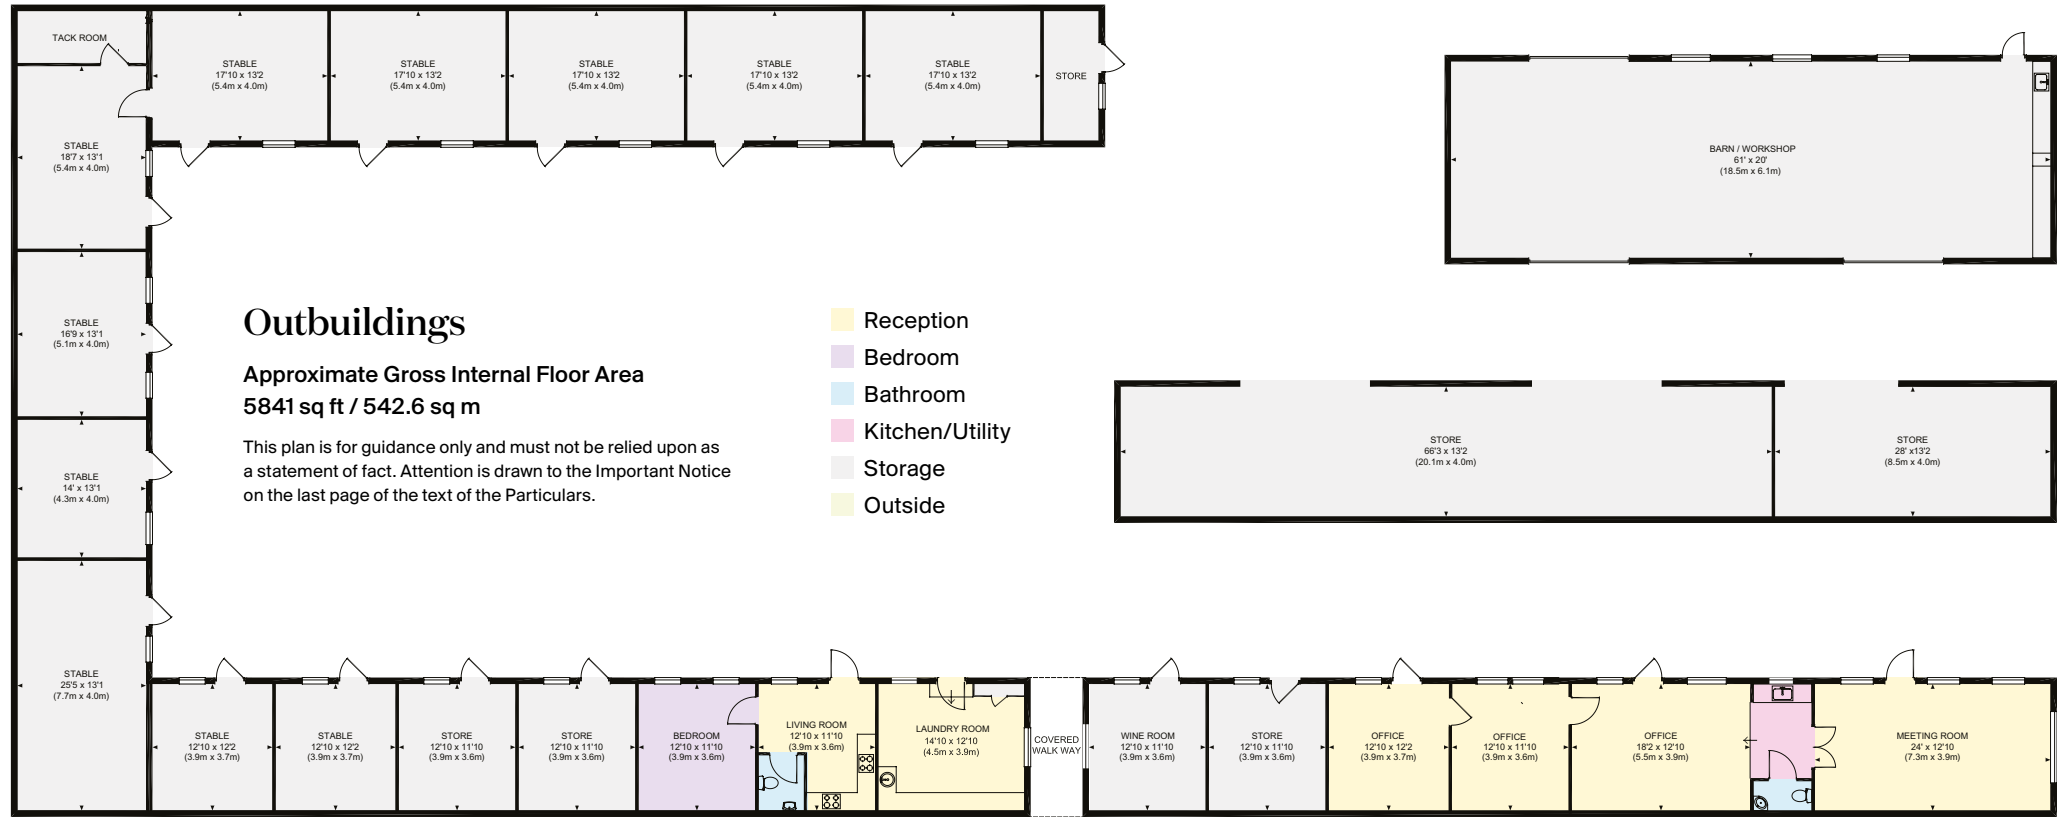 TACK ROOM
STABLE
17'10 x 13'2
(5.4m x 4.0m)
STABLE
17'10 x 13'2
(5.4m x 4.0m)
STABLE
17'10 x 13'2
(5.4m x 4.0m)
STABLE
17'10 x 13'2
(5.4m x 4.0m)
STABLE
17'10 x 13'2
(5.4m x 4.0m)
STORE
BARN / WORKSHOP
61' x 20'
(18.5m x 6.1m)
STABLE
18'7 x 13'1
(5.4m x 4.0m)
STABLE
16'9 x 13'1
(5.1m x 4.0m)
STABLE
14' x 13'1
(4.3m x 4.0m)
STABLE
25'5 x 13'1
(7.7m x 4.0m)
Outbuildings
Approximate Gross Internal Floor Area
5841 sq ft / 542.6 sq m
This plan is for guidance only and must not be relied upon as
a statement of fact. Attention is drawn to the Important Notice
on the last page of the text of the Particulars.
Reception
Bedroom
Bathroom
Kitchen/Utility
Storage
Outside
STORE
66'3 x 13'2
(20.1m x 4.0m)
STORE
28' x13'2
(8.5m x 4.0m)
STABLE
12'10 x 12'2
(3.9m x 3.7m)
STABLE
12'10 x 12'2
(3.9m x 3.7m)
STORE
12'10 x 11'10
(3.9m x 3.6m)
STORE
12'10 x 11'10
(3.9m x 3.6m)
BEDROOM
12'10 x 11'10
(3.9m x 3.6m)
LIVING ROOM
12'10 x 11'10
(3.9m x 3.6m)
LAUNDRY ROOM
14'10 x 12'10
(4.5m x 3.9m)
COVERED
WALK WAY
WINE ROOM
12'10 x 11'10
(3.9m x 3.6m)
STORE
12'10 x 11'10
(3.9m x 3.6m)
OFFICE
12'10 x 12'2
(3.9m x 3.7m)
OFFICE
12'10 x 11'10
(3.9m x 3.6m)
OFFICE
18'2 x 12'10
(5.5m x 3.9m)
MEETING ROOM
24' x 12'10
(7.3m x 3.9m)